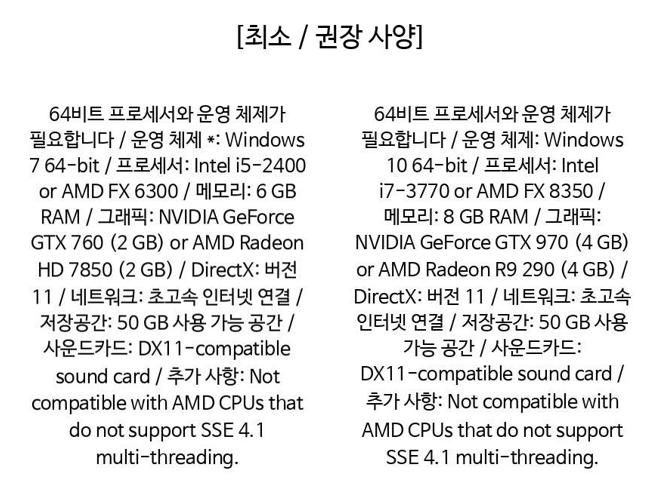 [최소 / 권장 사양]
64비트 프로세서와 운영 체제가
필요합니다 / 운영 체제 *: Windows
7 64-bit / 프로세서: Intel i5-2400
or AMD FX 6300 / 메모리: 6 GB
RAM / 그래픽: NVIDIA GeForce
GTX 760 (2 GB) or AMD Radeon
HD 7850 (2 GB) / DirectX: 버전
11 / 네트워크: 초고속 인터넷 연결 /
저장공간: 50 GB 사용 가능 공간 /
사운드카드: DX11-compatible
sound card / 추가 사항: Not
compatible with AMD CPUs that
do not support SSE 4.1
multi-threading.
64비트 프로세서와 운영 체제가
필요합니다 / 운영 체제: Windows
10 64-bit / 프로세서: Intel
i7-3770 or AMD FX 8350 /
메모리: 8 GB RAM / 그래픽:
NVIDIA GeForce GTX 970 (4 GB)
or AMD Radeon R9 290 (4 GB) /
DirectX: 버전 11 / 네트워크: 초고속
인터넷 연결 / 저장공간: 50 GB 사용
가능 공간 / 사운드카드:
DX11-compatible sound card /
추가 사항: Not compatible with
AMD CPUs that do not support
SSE 4.1 multi-threading.